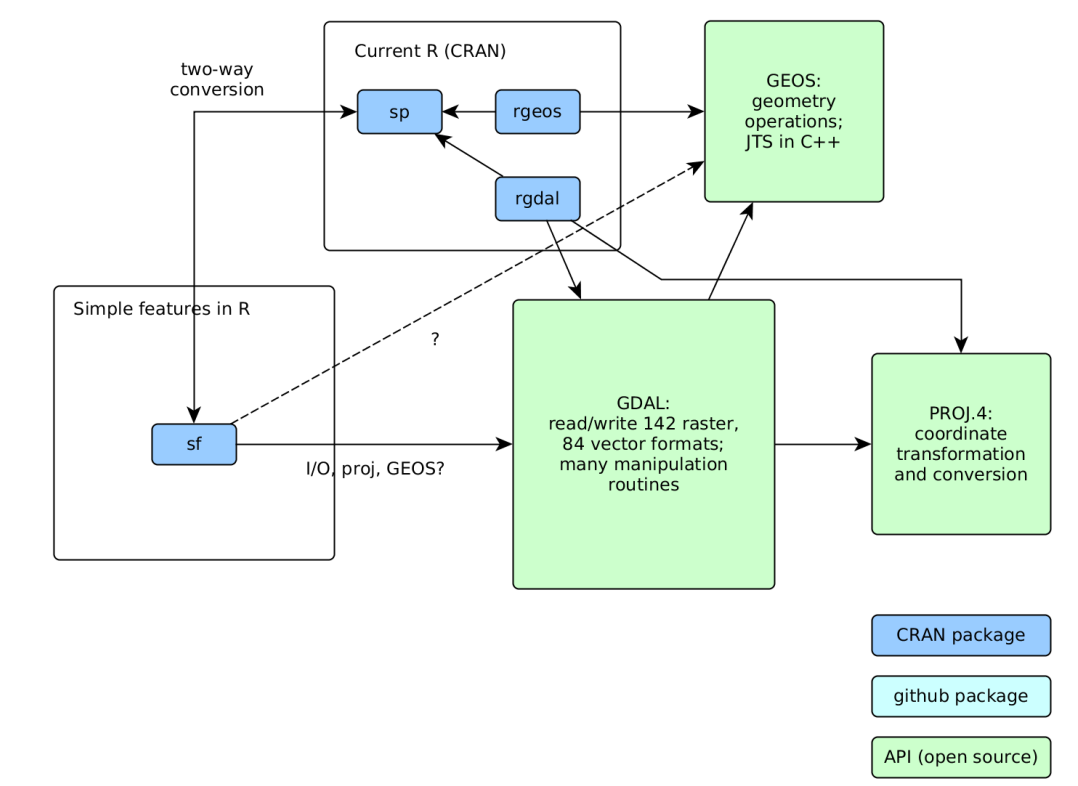 Current R (CRAN)
two-way
conversion
sp
rgeos
rgdal
GEOS:
geometry
operations;
JTS in C++
Simple features in R
?
sf
I/O, proj, GEOS?
GDAL:
read/write 142 raster,
84 vector formats;
many manipulation
routines
PROJ.4:
coordinate
transformation
and conversion
CRAN package
github package
API (open source)